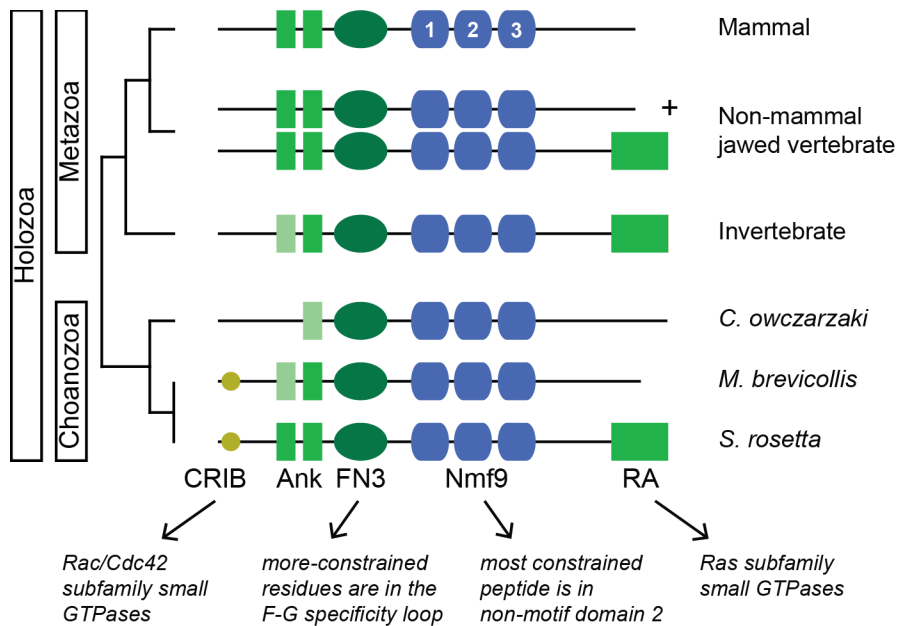 Holozoa
Metazoa
Choanozoa
1 2 3
Mammal
+
Non-mammal
jawed vertebrate
Invertebrate
C. owczarzaki
M. brevicollis
S. rosetta
CRIB Ank FN3 Nmf9 RA
Rac/Cdc42
subfamily small
GTPases
more-constrained
residues are in the
F-G specificity loop
most constrained
peptide is in
non-motif domain 2
Ras subfamily
small GTPases